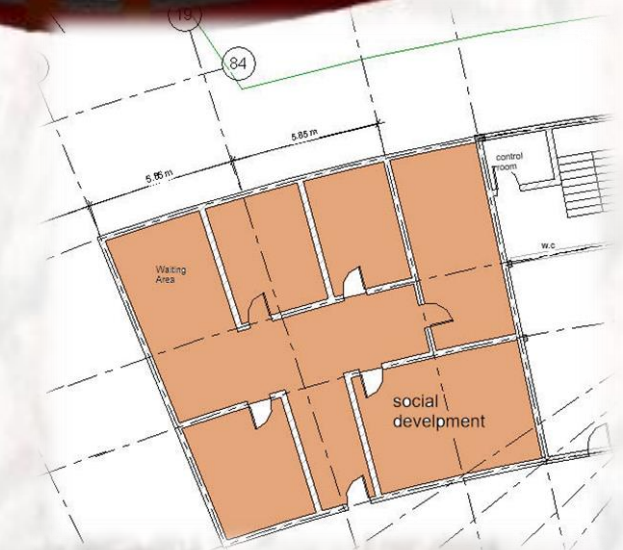 19
84
5.85 m
5.85 m
control
room
Waiting
Area
w.c
social
develpment